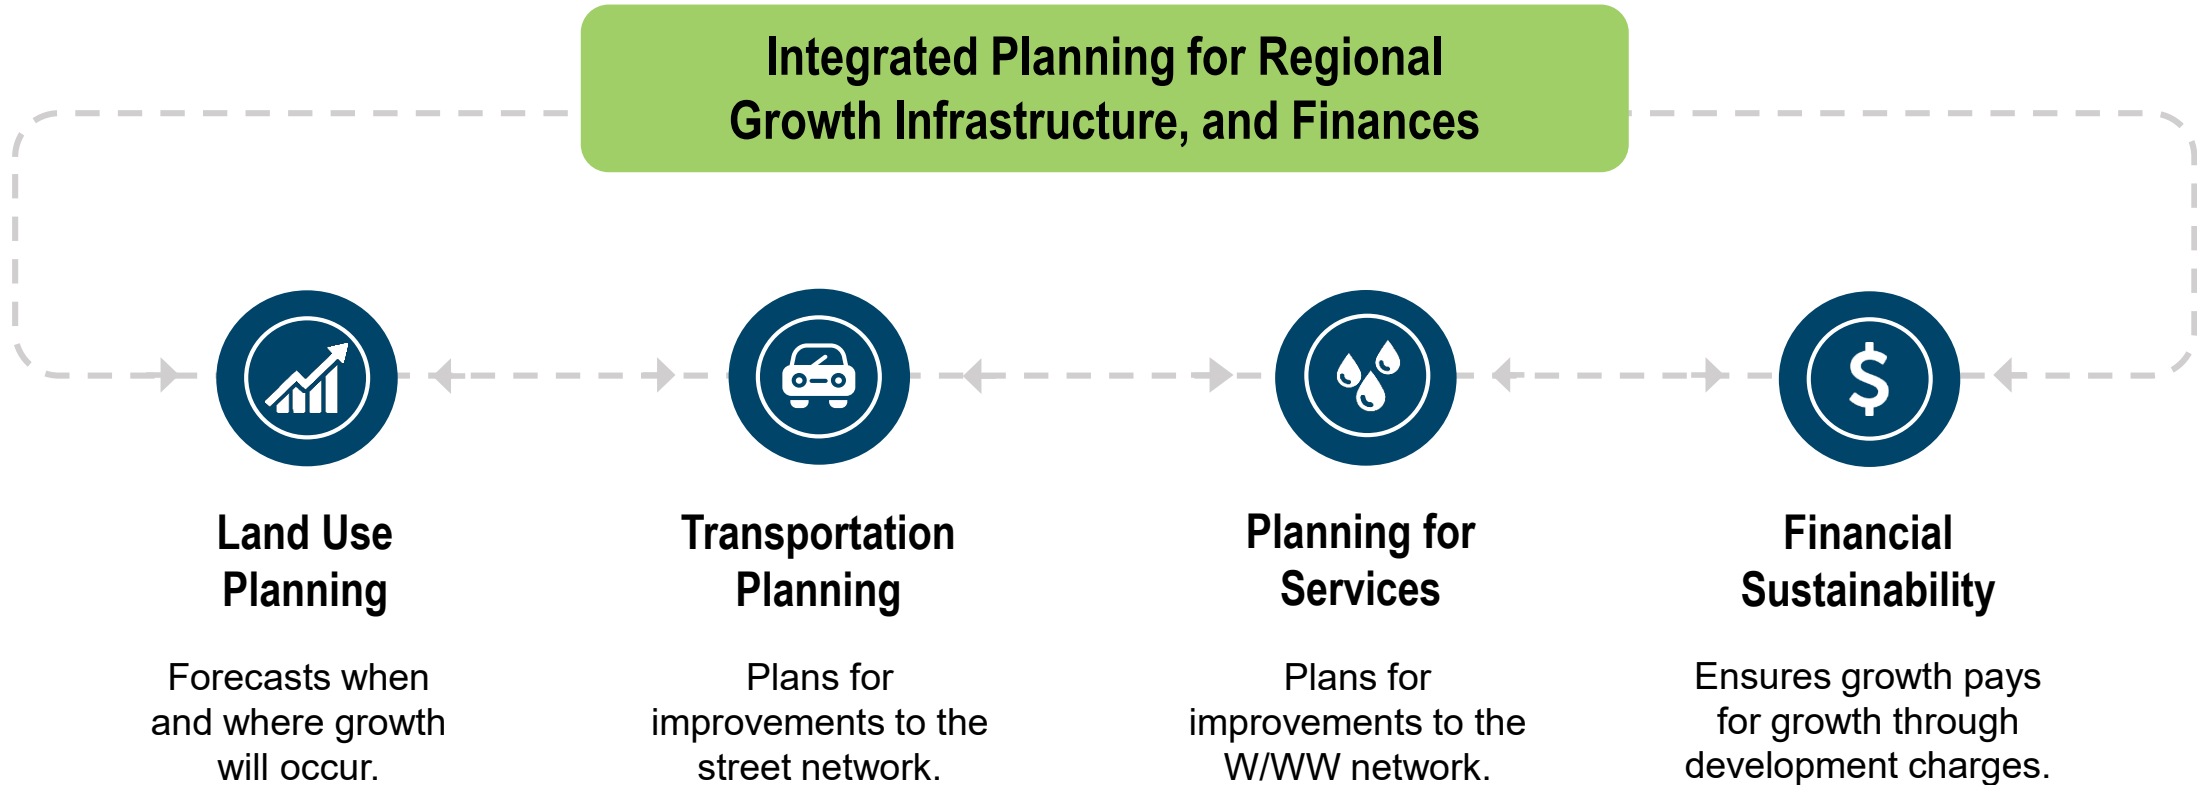 Integrated Planning for Regional
Growth Infrastructure, and Finances
Land Use
Planning
Forecasts when
and where growth
will occur.
Transportation
Planning
Plans for
improvements to the
street network.
Planning for
Services
Plans for
improvements to the
W/WW network.
$
Financial
Sustainability
Ensures growth pays
for growth through
development charges.